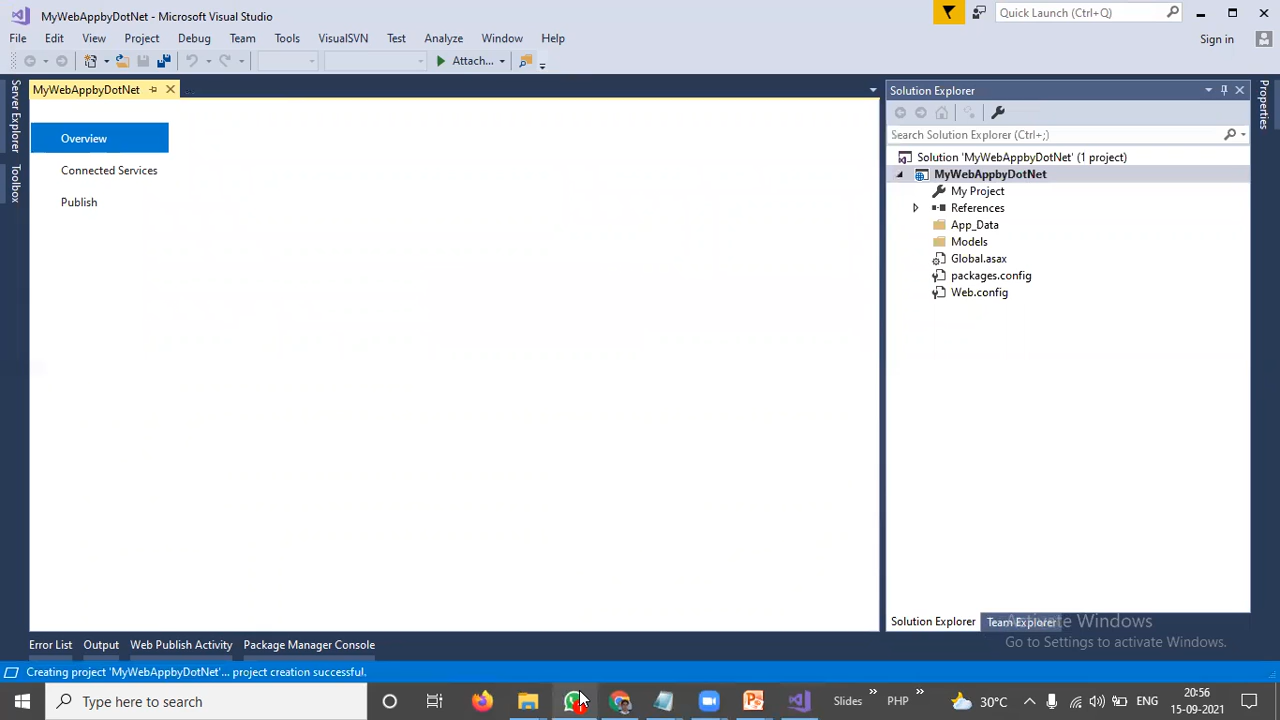 MyWebAppbyDotNet - Microsoft Visual Studio
Quick Launch (Ctrl+Q)
File Edit View Project Debug Team Tools VisualSVN Test Analyze Window Help
Sign in
Attach...
MyWebAppbyDotNet
Server Explorer
Toolbox
Overview
Connected Services
Publish
Solution Explorer
Search Solution Explorer (Ctrl+;)
Solution 'MyWebAppbyDotNet' (1 project)
MyWebAppbyDotNet
My Project
References
App_Data
Models
Global.asax
packages.config
Web.config
Properties
Solution Explorer Team Explorer
Activate Windows
Go to Settings to activate Windows.
Error List Output Web Publish Activity Package Manager Console
Creating project 'MyWebAppbyDotNet'... project creation successful.
Type here to search
Slides » PHP »
30°C
ENG
20:56
15-09-2021